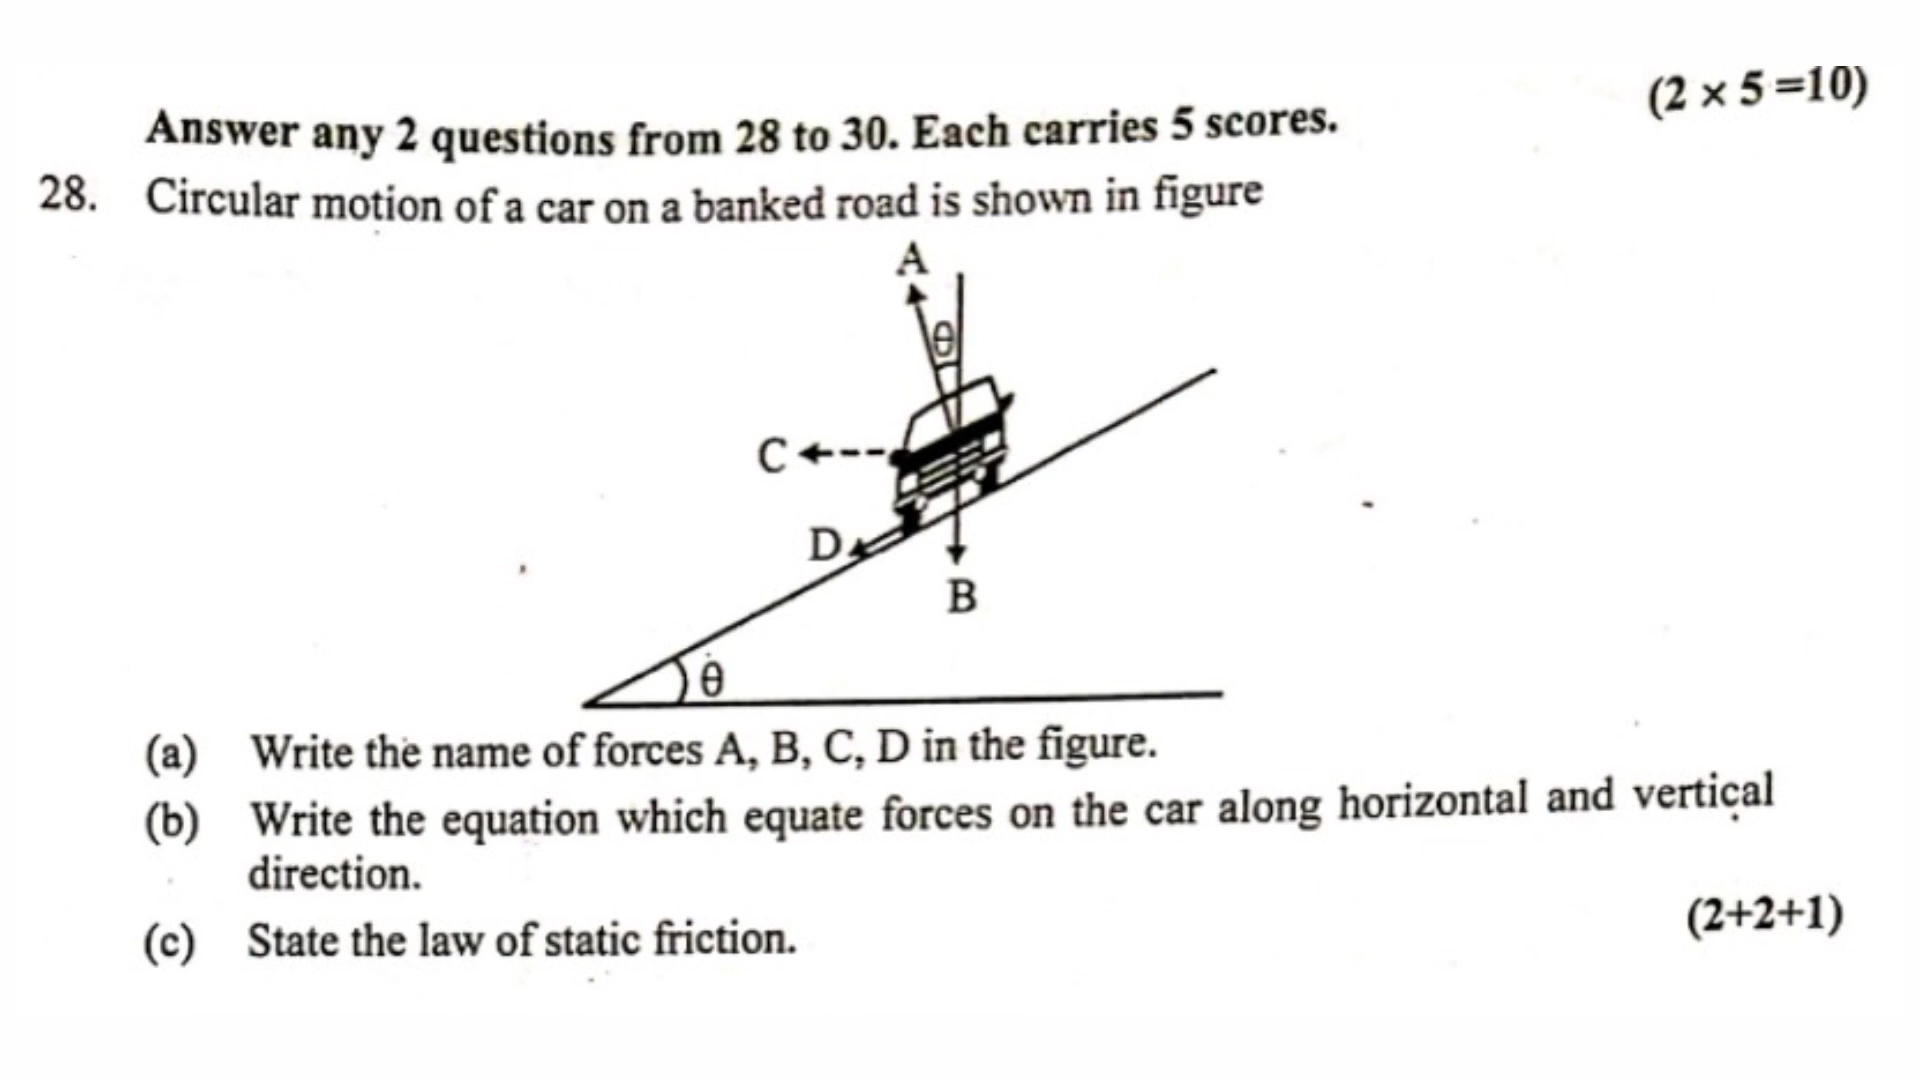 (2 × 5 =10)
Answer any 2 questions from 28 to 30. Each carries 5 scores.
28. Circular motion of a car on a banked road is shown in figure
A
θ
C
D
B
θ
(a) Write the name of forces A, B, C, D in the figure.
(b) Write the equation which equate forces on the car along horizontal and vertical
direction.
(c) State the law of static friction.
(2+2+1)